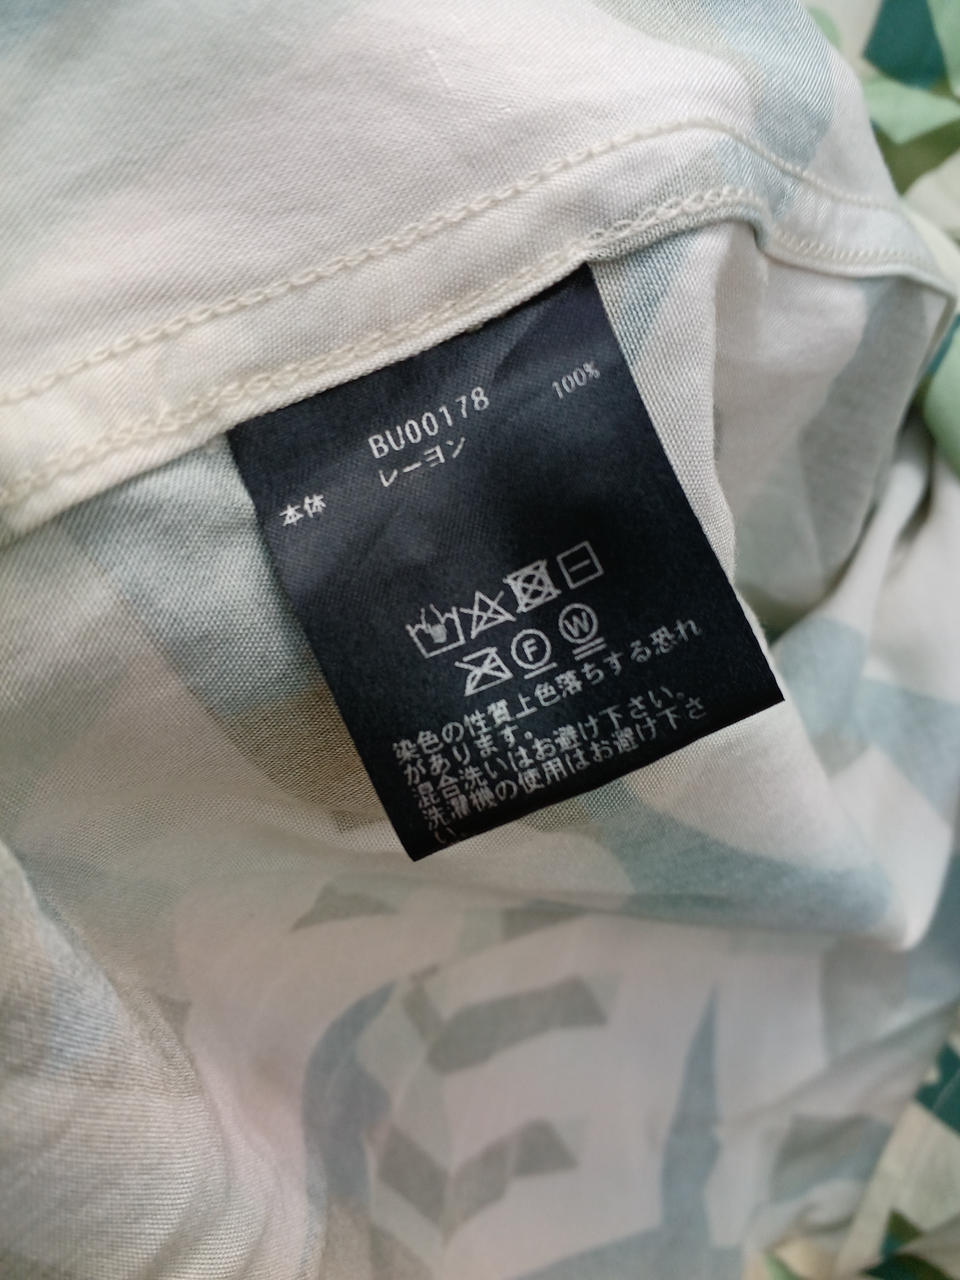 BU00178
本体 レーヨン 100%
F W
染色の性質上色落ちする恐れ
があります。
混合洗いはお避け下さい。
洗濯機の使用はお避け下さ
い。